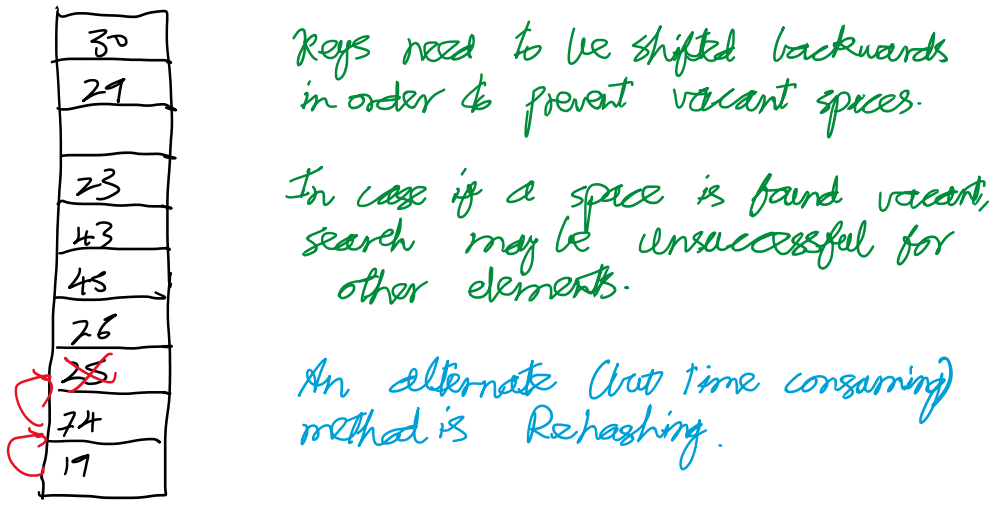 30
29
23
43
45
26
25
74
19
Keys need to be shifted backwards
in order to prevent vacant spaces.
In case if a space is found vacant,
search may be unsuccessful for
other elements.
An alternate (but time consuming)
method is Rehashing.